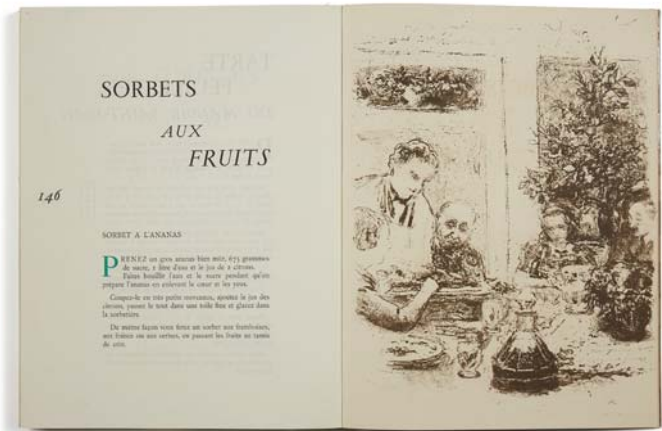 SORBETS
AUX
FRUITS
146
SORBET A L'ANANAS
PRENEZ un gros ananas bien mûr, 675 grammes
de sucre, 1 litre d'eau et le jus de 2 citrons.
Faites bouillir l'eau et le sucre pendant qu'on
prépare l'ananas en enlevant le cœur et les yeux.
Coupez-le en très petits morceaux, ajoutez le jus des
citrons, passez le tout dans une toile fine et glacez dans
la sorbetière.
De même façon vous ferez un sorbet aux framboises,
aux fraises ou aux cerises, en passant les fruits au tamis
de crin.